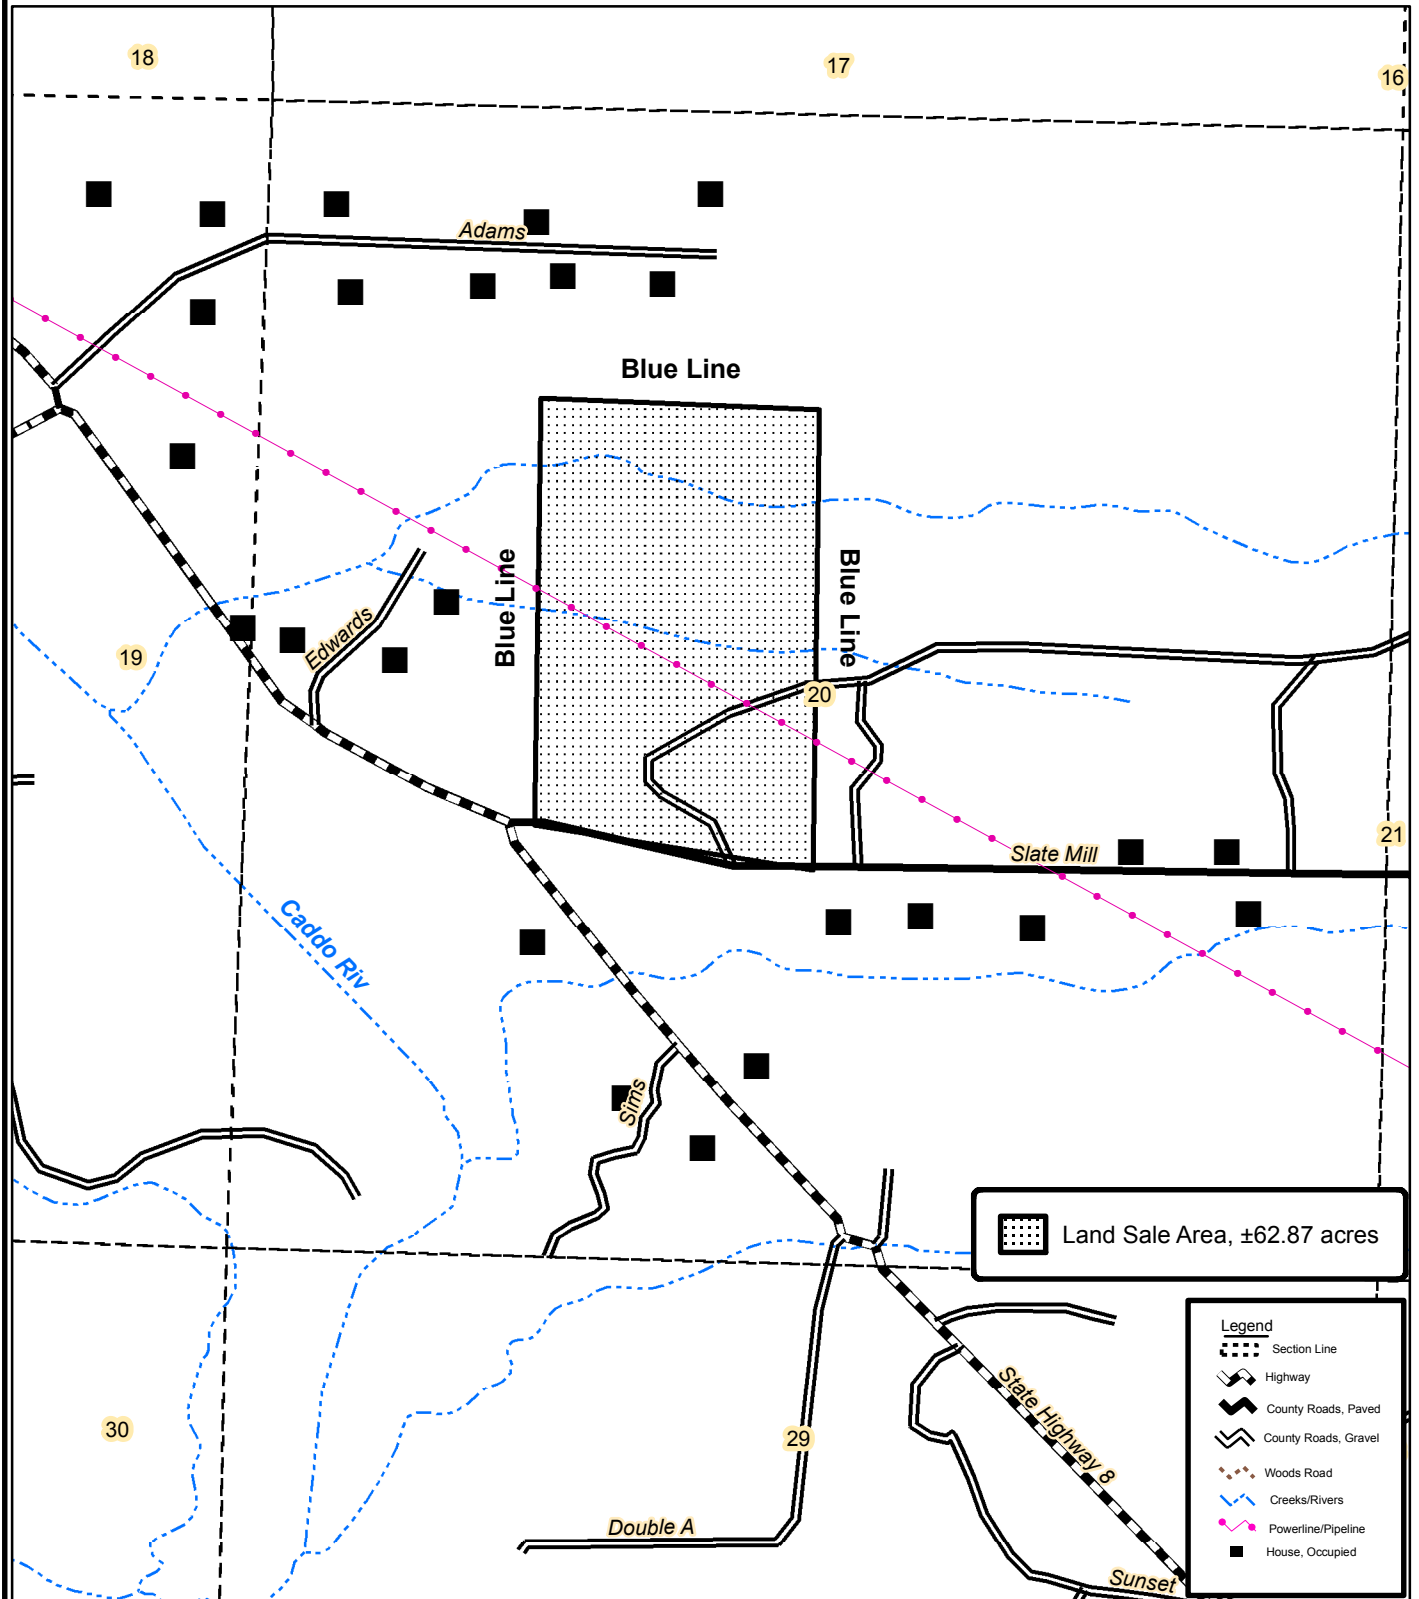 18
17
16
Adams
Blue Line
Blue Line
Blue Line
Edwards
19
20
21
Slate Mill
Caddo Riv
Sims
Land Sale Area, ±62.87 acres
Legend
Section Line
Highway
County Roads, Paved
County Roads, Gravel
Woods Road
Creeks/Rivers
Powerline/Pipeline
House, Occupied
State Highway 8
30
29
Double A
Sunset